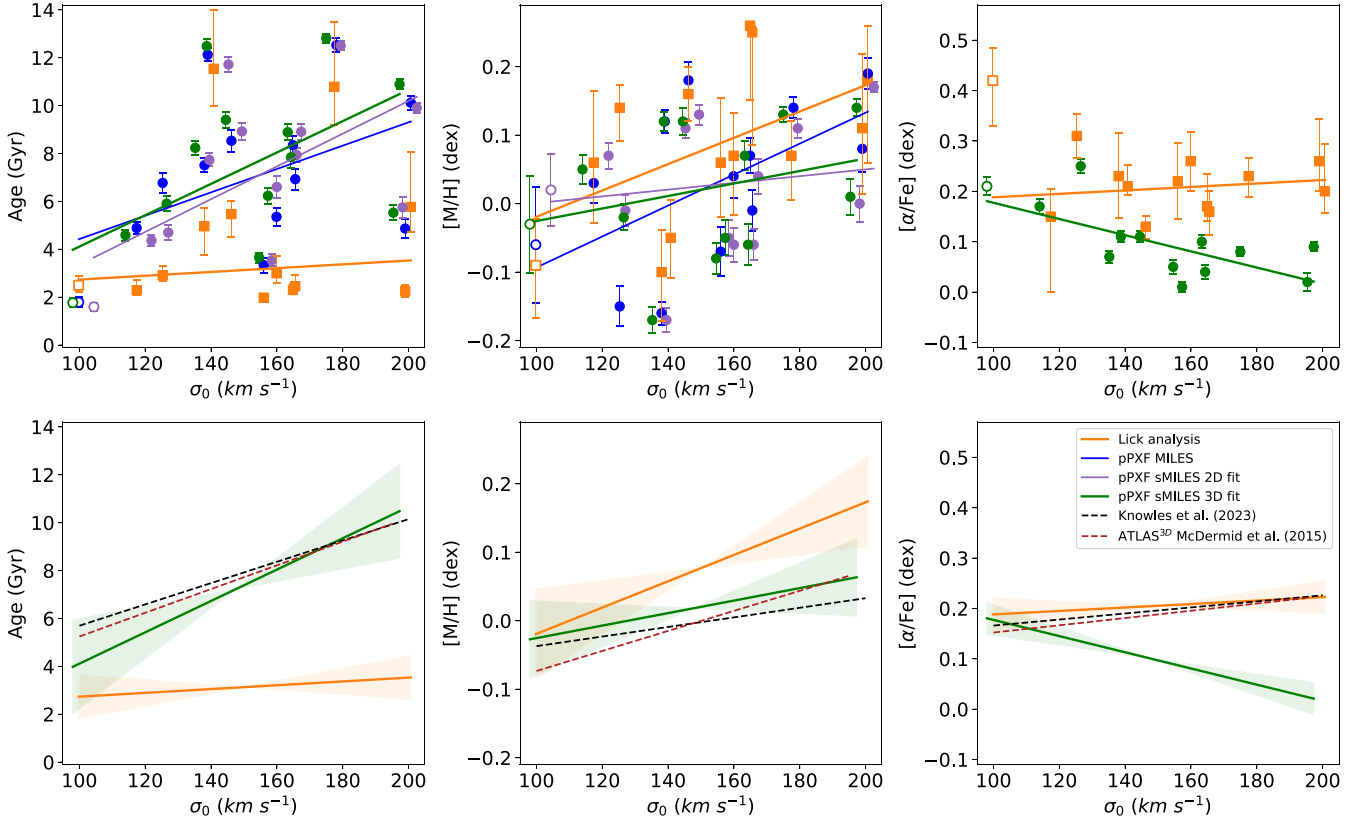 14
12
10
8
6
4
2
0
Age (Gyr)
100 120 140 160 180 200
σ₀ (km s⁻¹)
0.2
0.1
0.0
−0.1
−0.2
[M/H] (dex)
100 120 140 160 180 200
σ₀ (km s⁻¹)
0.5
0.4
0.3
0.2
0.1
0.0
−0.1
[α/Fe] (dex)
100 120 140 160 180 200
σ₀ (km s⁻¹)
14
12
10
8
6
4
2
0
Age (Gyr)
100 120 140 160 180 200
σ₀ (km s⁻¹)
0.2
0.1
0.0
−0.1
−0.2
[M/H] (dex)
100 120 140 160 180 200
σ₀ (km s⁻¹)
0.5
0.4
0.3
0.2
0.1
0.0
−0.1
[α/Fe] (dex)
Lick analysis
pPXF MILES
pPXF sMILES 2D fit
pPXF sMILES 3D fit
Knowles et al. (2023)
ATLAS³ᴰ McDermid et al. (2015)
100 120 140 160 180 200
σ₀ (km s⁻¹)